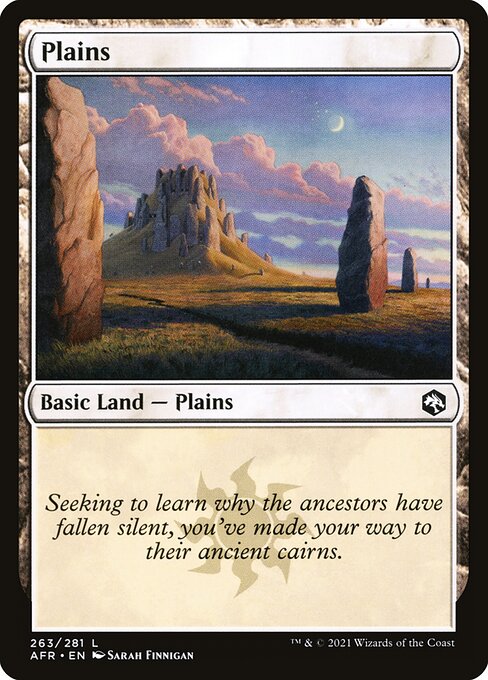 Plains
Basic Land — Plains
Seeking to learn why the ancestors have
fallen silent, you've made your way to
their ancient cairns.
263/281 L
™ & © 2021 Wizards of the Coast
AFR • EN Sarah Finnigan